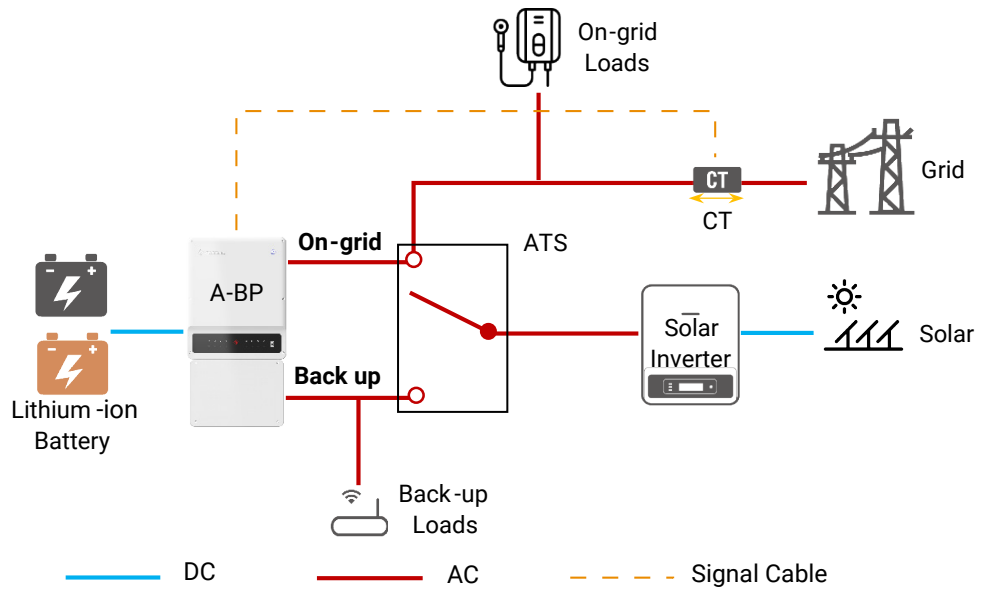 On-grid
Loads
CT
Grid
CT
On-grid
ATS
A-BP
Solar
Inverter
Solar
Back up
Lithium -ion
Battery
Back -up
Loads
DC
AC
Signal Cable